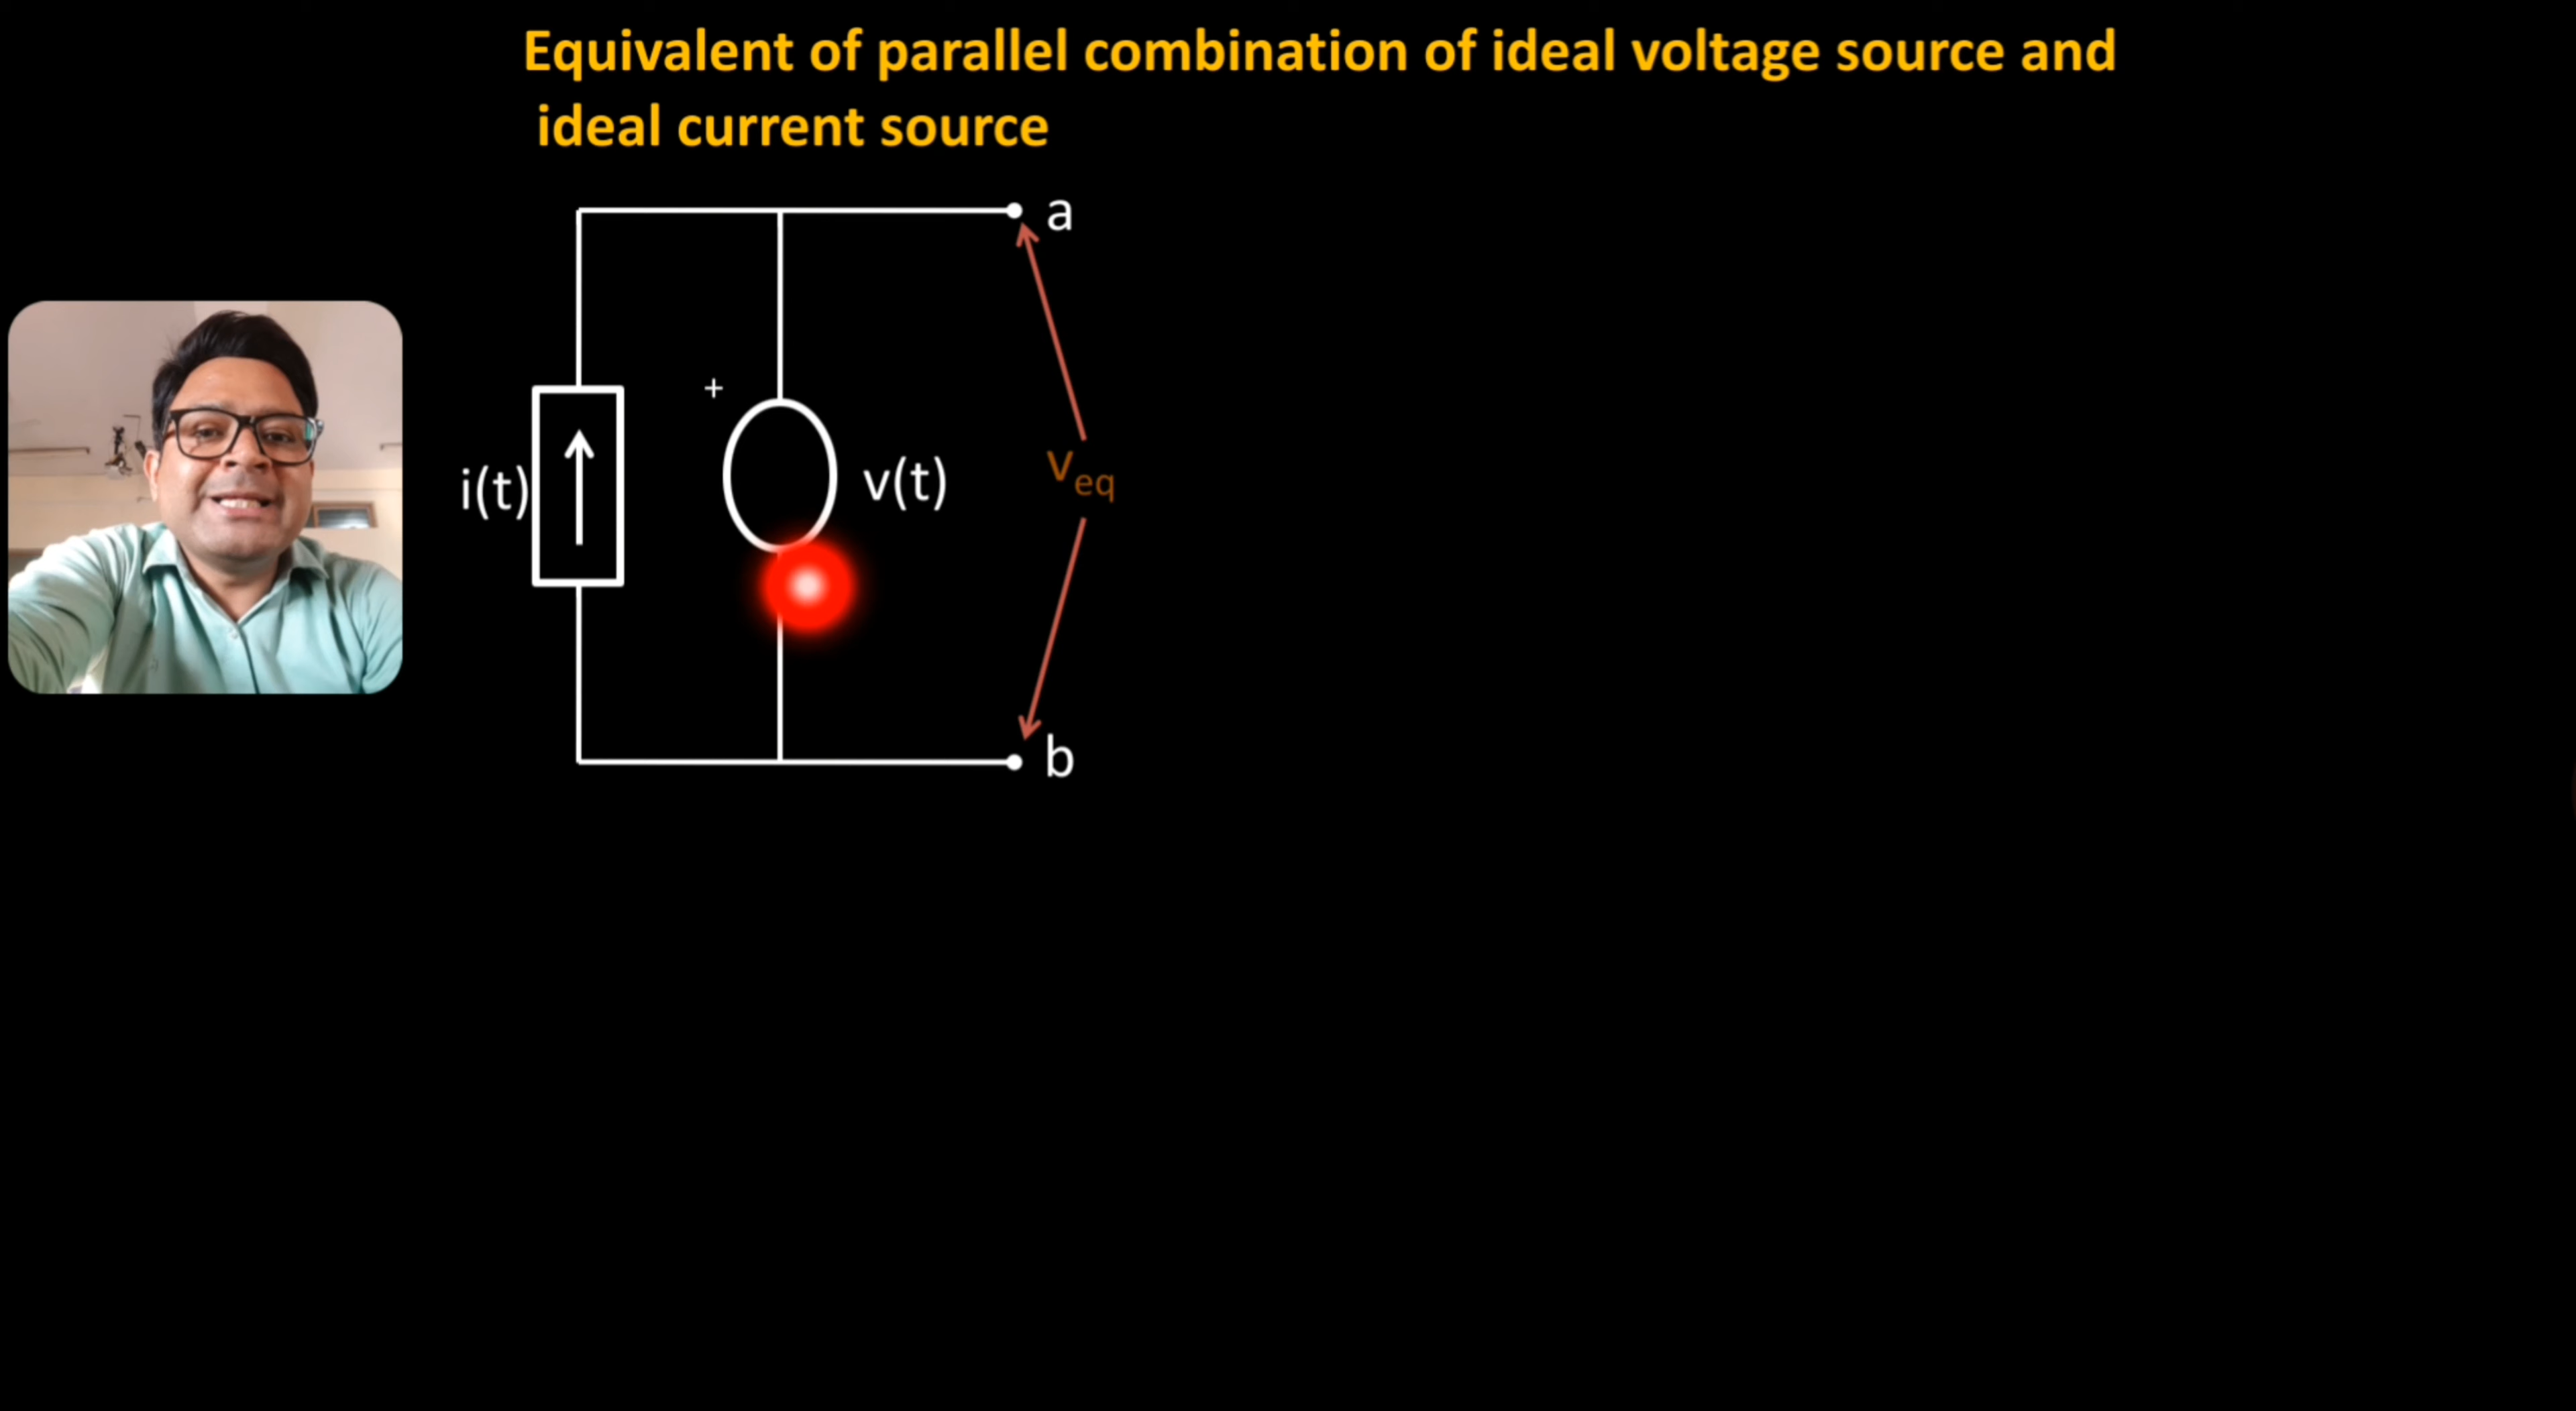 Equivalent of parallel combination of ideal voltage source and
ideal current source
a
+
i(t)
v(t)
veq
b